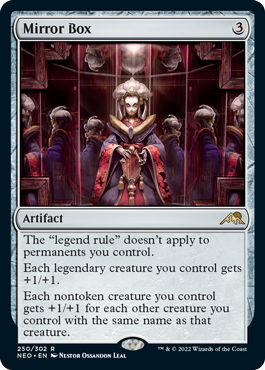 Mirror Box 3
Artifact
The “legend rule” doesn’t apply to
permanents you control.
Each legendary creature you control gets
+1/+1.
Each nontoken creature you control
gets +1/+1 for each other creature you
control with the same name as that
creature.
250/302 R
NEO • EN Nestor Ossandon Leal
™ & © 2022 Wizards of the Coast